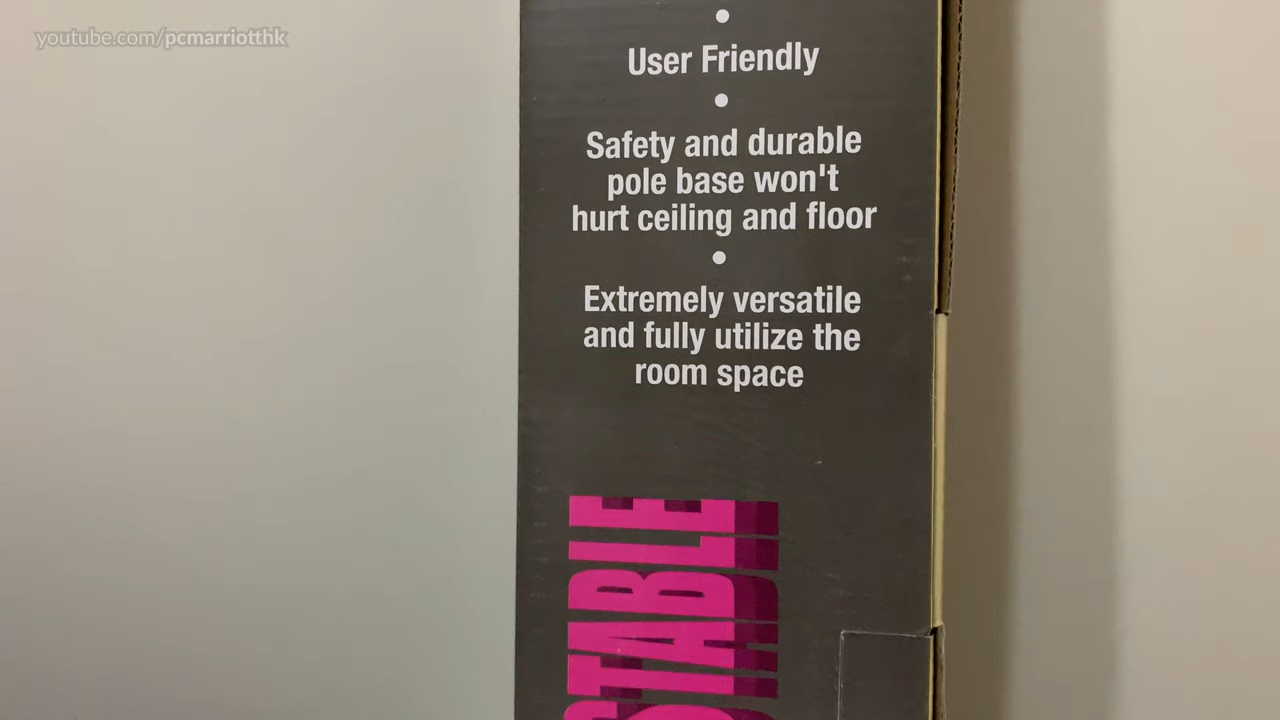 youtube.com/pcmarriotthk
User Friendly
Safety and durable
pole base won't
hurt ceiling and floor
Extremely versatile
and fully utilize the
room space
STABLE